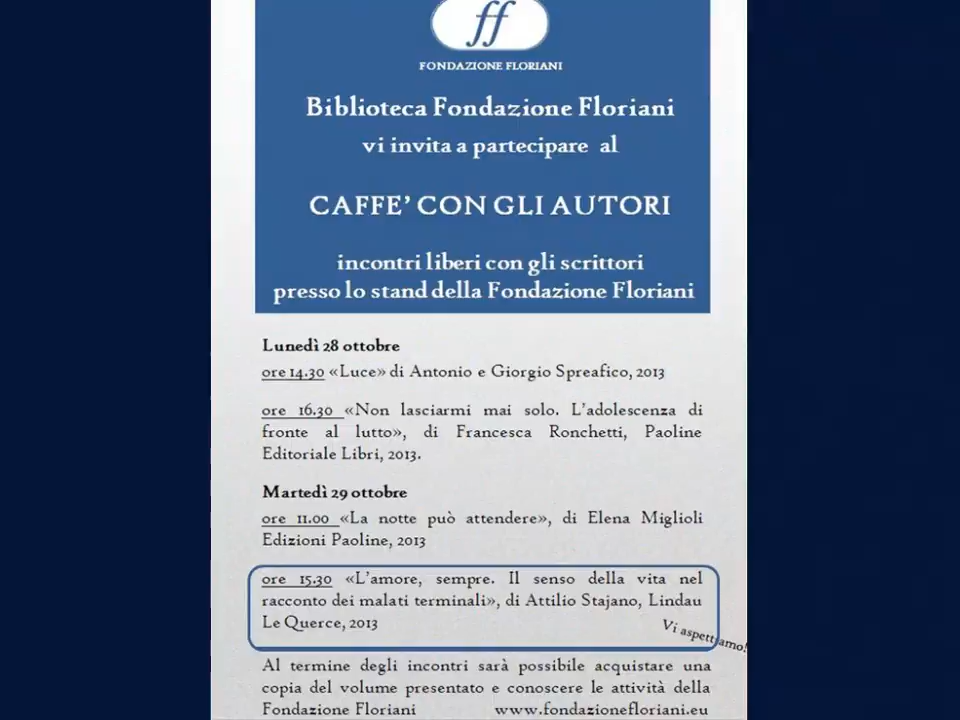 ff
FONDAZIONE FLORIANI
Biblioteca Fondazione Floriani
vi invita a partecipare al
CAFFE' CON GLI AUTORI
incontri liberi con gli scrittori
presso lo stand della Fondazione Floriani
Lunedì 28 ottobre
ore 14.30 «Luce» di Antonio e Giorgio Spreafico, 2013
ore 16.30 «Non lasciarmi mai solo. L'adolescenza di
fronte al lutto», di Francesca Ronchetti, Paoline
Editoriale Libri, 2013.
Martedì 29 ottobre
ore 11.00 «La notte può attendere», di Elena Miglioli
Edizioni Paoline, 2013
ore 15.30 «L'amore, sempre. Il senso della vita nel
racconto dei malati terminali», di Attilio Stajano, Lindau
Le Querce, 2013
Vi aspettiamo!
Al termine degli incontri sarà possibile acquistare una
copia del volume presentato e conoscere le attività della
Fondazione Floriani www.fondazionefloriani.eu